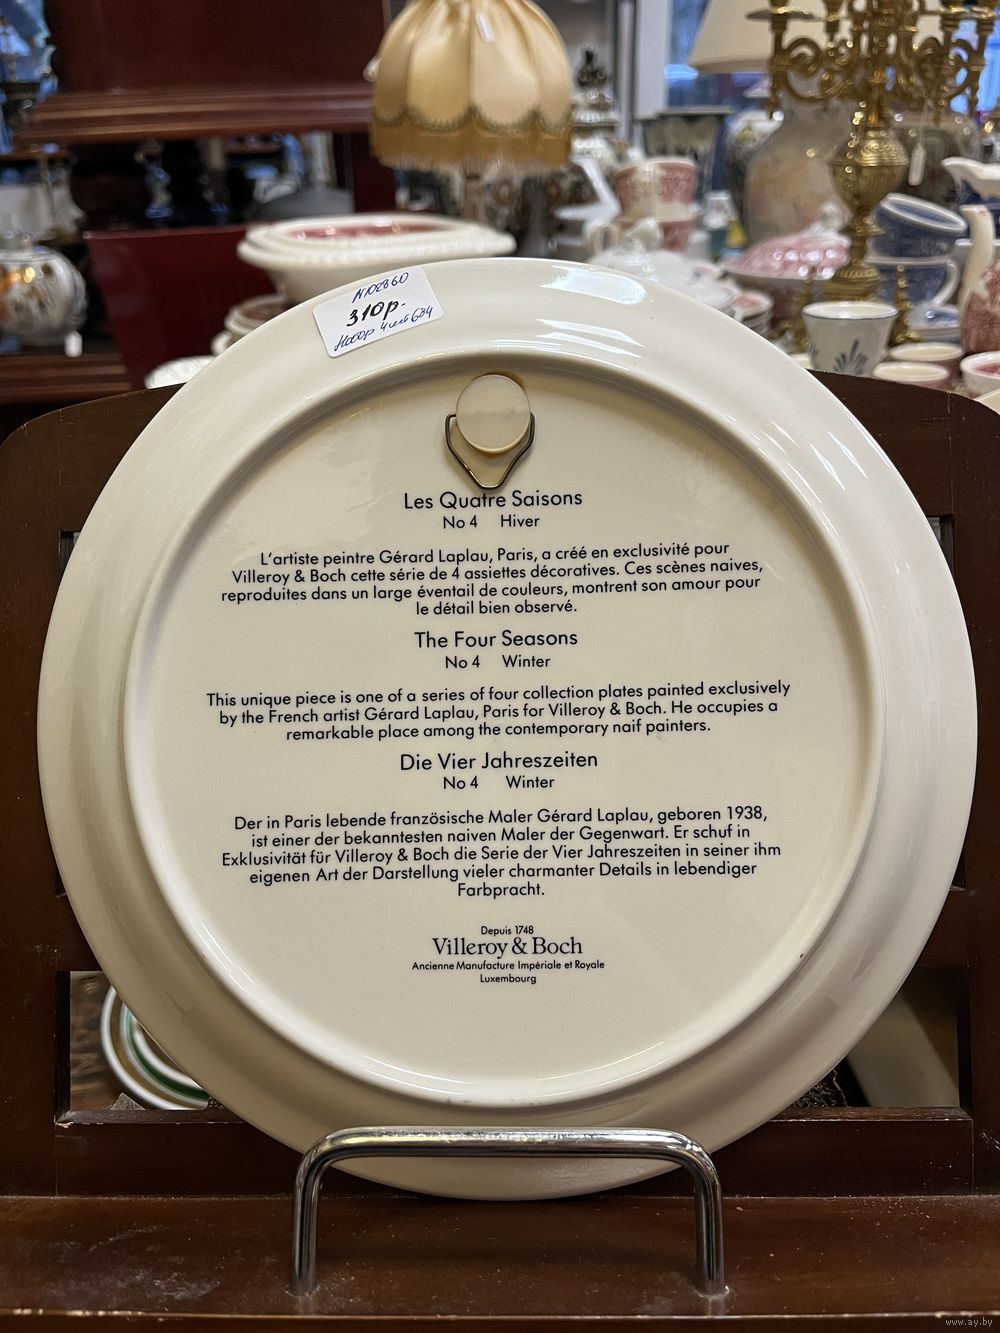 N102860
310р.
Набор 4шт 684
Les Quatre Saisons
No 4 Hiver
L'artiste peintre Gérard Laplau, Paris, a créé en exclusivité pour
Villeroy & Boch cette série de 4 assiettes décoratives. Ces scènes naives,
reproduites dans un large éventail de couleurs, montrent son amour pour
le détail bien observé.
The Four Seasons
No 4 Winter
This unique piece is one of a series of four collection plates painted exclusively
by the French artist Gérard Laplau, Paris for Villeroy & Boch. He occupies a
remarkable place among the contemporary naif painters.
Die Vier Jahreszeiten
No 4 Winter
Der in Paris lebende französische Maler Gérard Laplau, geboren 1938,
ist einer der bekanntesten naiven Maler der Gegenwart. Er schuf in
Exklusivität für Villeroy & Boch die Serie der Vier Jahreszeiten in seiner ihm
eigenen Art der Darstellung vieler charmanter Details in lebendiger
Farbpracht.
Depuis 1748
Villeroy & Boch
Ancienne Manufacture Impériale et Royale
Luxembourg
www.ay.by